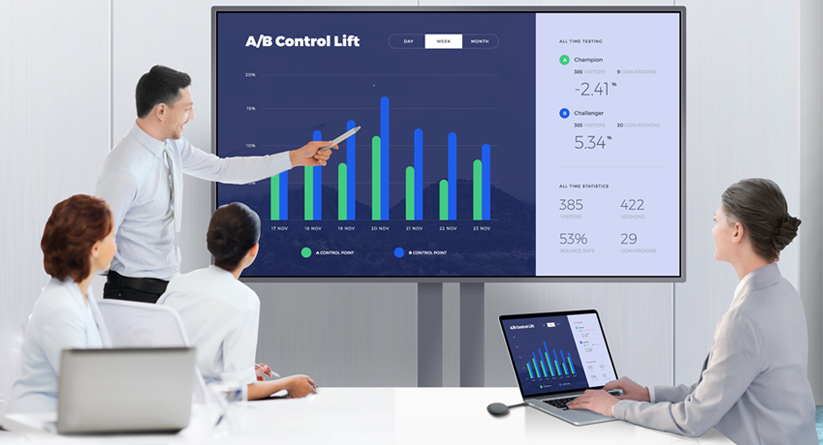 A/B Control Lift
DAY WEEK MONTH
20%
15%
10%
17 NOV 18 NOV 19 NOV 20 NOV 21 NOV 22 NOV 23 NOV
A CONTROL POINT B CONTROL POINT
ALL TIME TESTING
A Champion
385 VISITORS 9 CONVERSIONS
-2.41%
B Challenger
385 VISITORS 20 CONVERSIONS
5.34%
ALL TIME STATISTICS
385 422
VISITORS SESSIONS
53% 29
BOUNCE RATE CONVERSIONS
A/B Control Lift